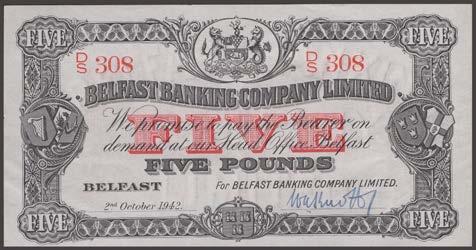 FIVE FIVE
D/S 308 D/S 308
BELFAST BANKING COMPANY LIMITED
We promise to pay the Bearer on
FIVE
demand at our Head Office, Belfast
FIVE POUNDS
BELFAST For BELFAST BANKING COMPANY LIMITED.
2nd October 1942.
FIVE FIVE